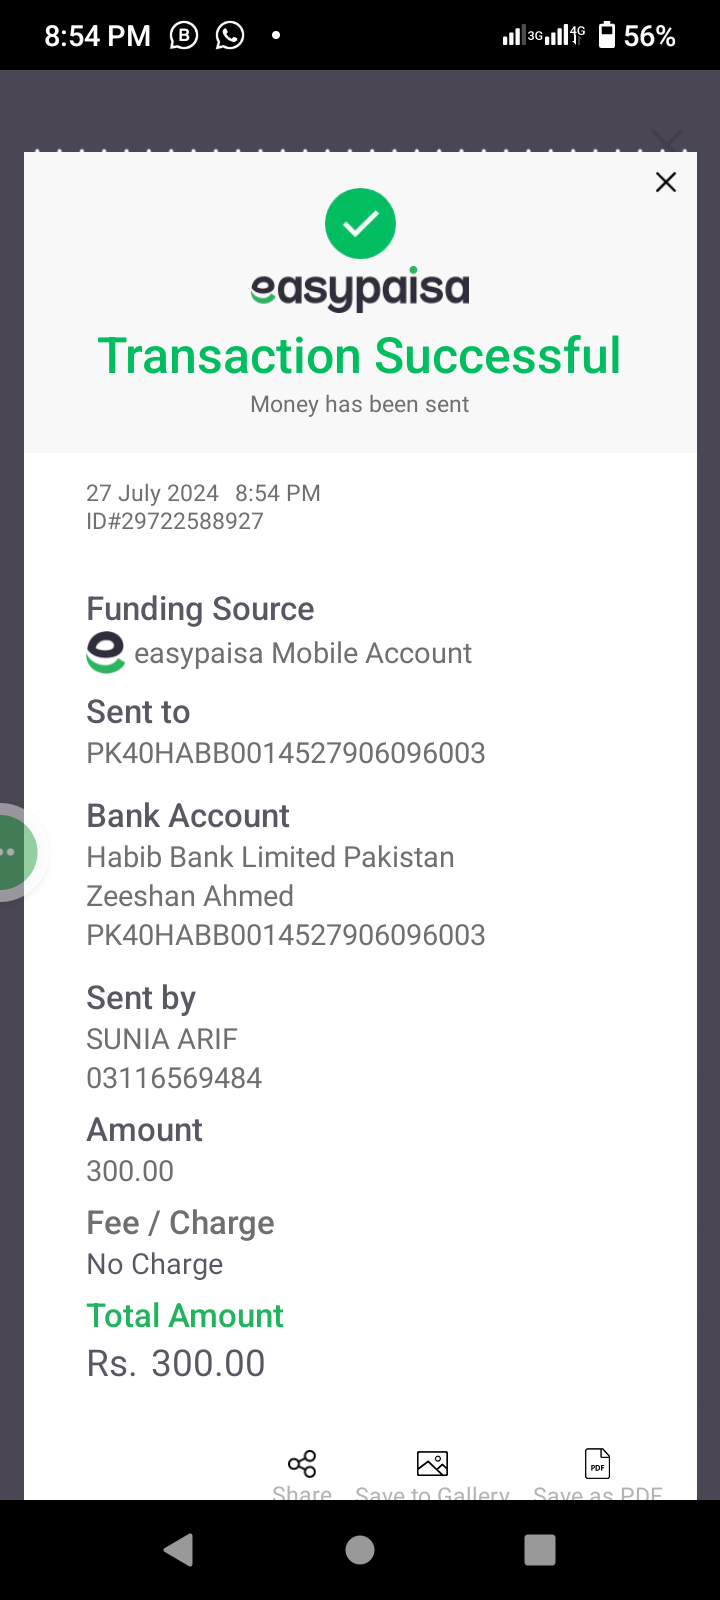 8:54 PM
3G 4G 56%
easypaisa
Transaction Successful
Money has been sent
27 July 2024 8:54 PM
ID#29722588927
Funding Source
easypaisa Mobile Account
Sent to
PK40HABB0014527906096003
Bank Account
Habib Bank Limited Pakistan
Zeeshan Ahmed
PK40HABB0014527906096003
Sent by
SUNIA ARIF
03116569484
Amount
300.00
Fee / Charge
No Charge
Total Amount
Rs. 300.00
PDF
Share Save to Gallery Save as PDF